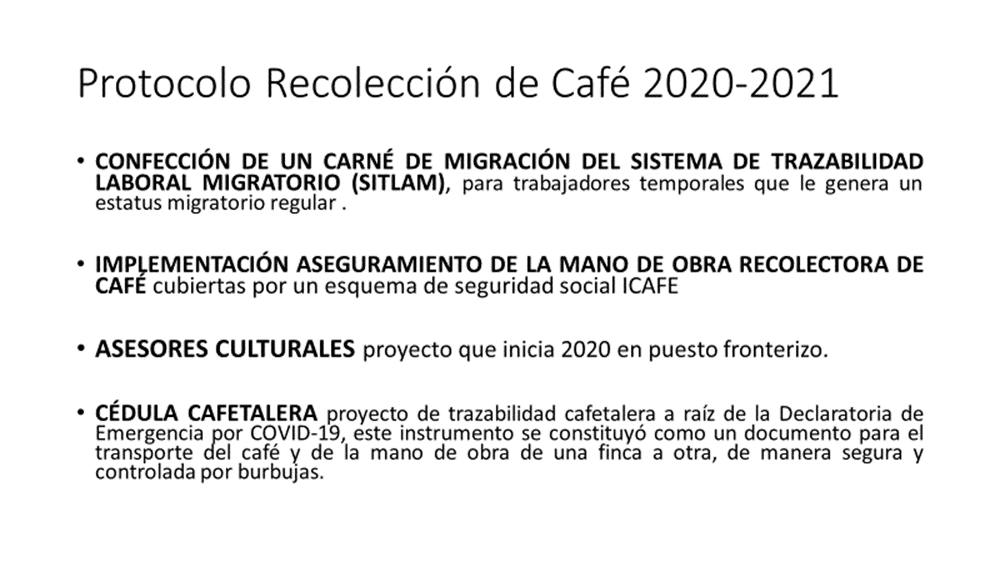 Protocolo Recolección de Café 2020-2021
• CONFECCIÓN DE UN CARNÉ DE MIGRACIÓN DEL SISTEMA DE TRAZABILIDAD
LABORAL MIGRATORIO (SITLAM), para trabajadores temporales que le genera un
estatus migratorio regular .
• IMPLEMENTACIÓN ASEGURAMIENTO DE LA MANO DE OBRA RECOLECTORA DE
CAFÉ cubiertas por un esquema de seguridad social ICAFE
• ASESORES CULTURALES proyecto que inicia 2020 en puesto fronterizo.
• CÉDULA CAFETALERA proyecto de trazabilidad cafetalera a raíz de la Declaratoria de
Emergencia por COVID-19, este instrumento se constituyó como un documento para el
transporte del café y de la mano de obra de una finca a otra, de manera segura y
controlada por burbujas.